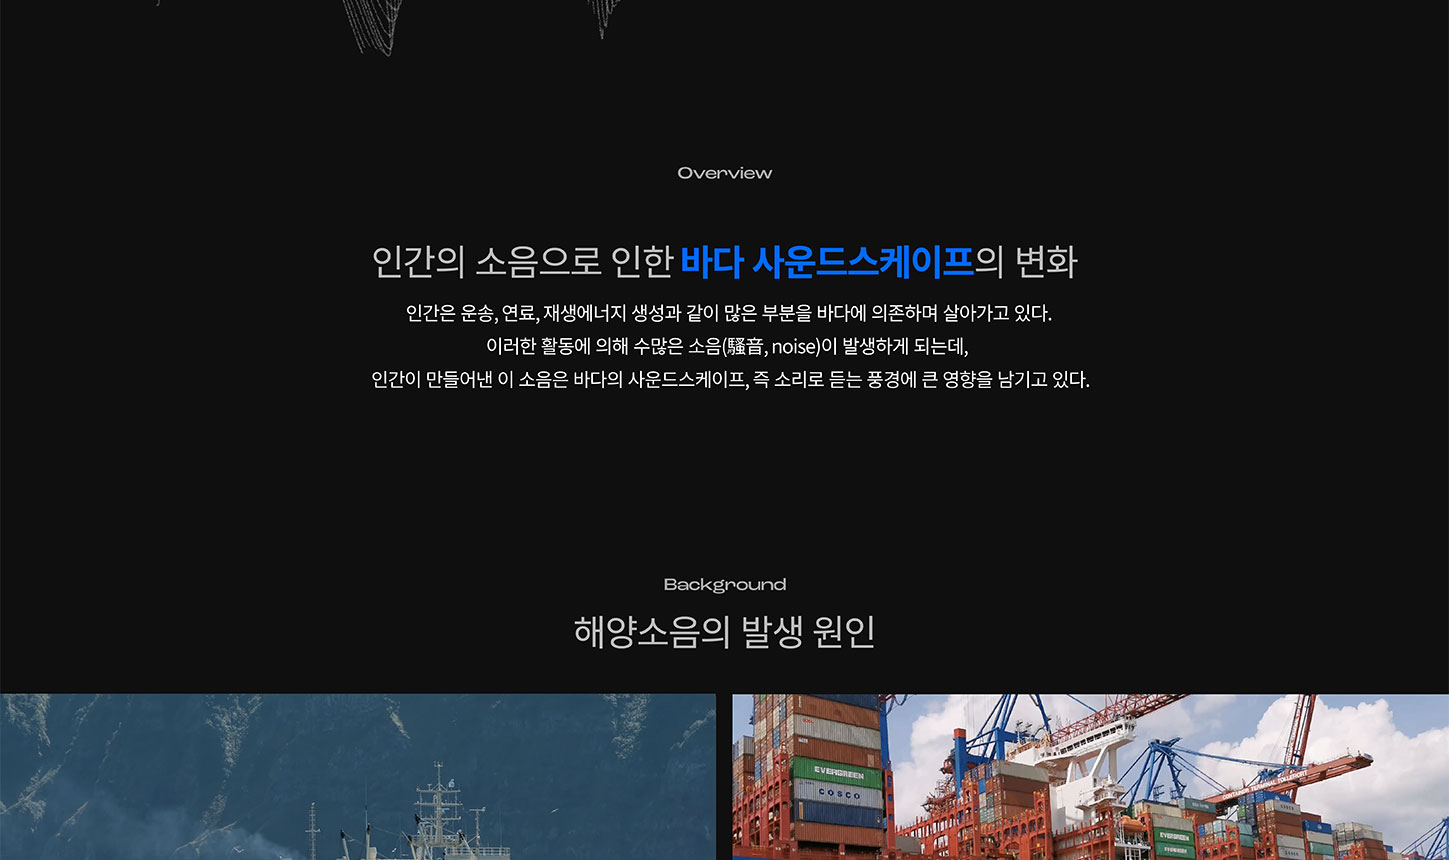 Overview
인간의 소음으로 인한 바다 사운드스케이프의 변화
인간은 운송, 연료, 재생에너지 생성과 같이 많은 부분을 바다에 의존하며 살아가고 있다.
이러한 활동에 의해 수많은 소음(騷音, noise)이 발생하게 되는데,
인간이 만들어낸 이 소음은 바다의 사운드스케이프, 즉 소리로 듣는 풍경에 큰 영향을 남기고 있다.
Background
해양소음의 발생 원인
EVERGREEN
COSCO
CONTAINER TERMINAL TOLLERORT
EVERGREEN